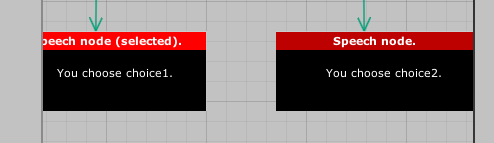 peech node (selected).
You choose choice1.
Speech node.
You choose choice2.